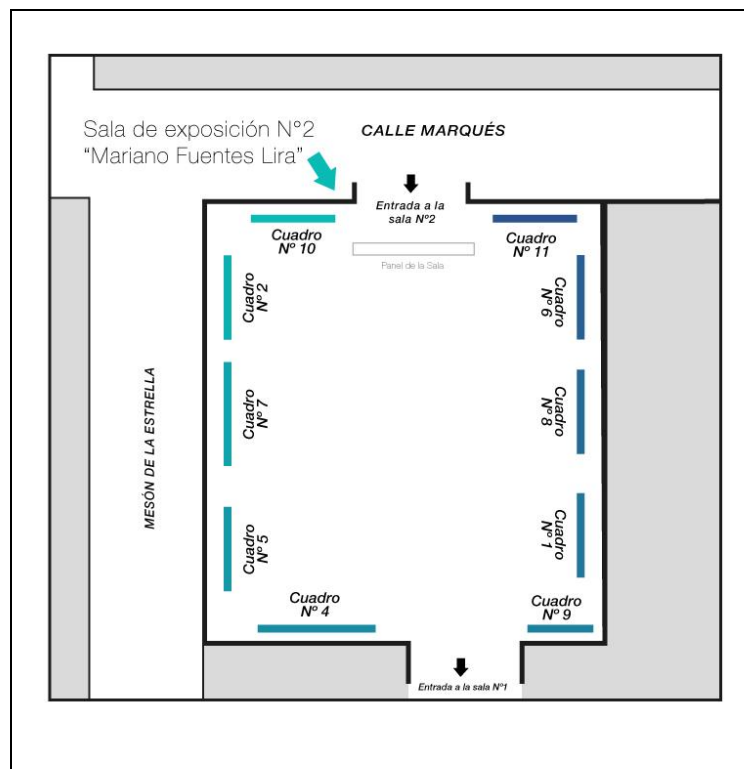 Sala de exposición N°2
“Mariano Fuentes Lira”
CALLE MARQUÉS
Entrada a la
sala Nº2
Cuadro
Nº 10
Panel de la Sala
Cuadro
Nº 11
Cuadro
Nº 2
Cuadro
Nº 6
Cuadro
Nº 7
Cuadro
Nº 8
MESÓN DE LA ESTRELLA
Cuadro
Nº 5
Cuadro
Nº 1
Cuadro
Nº 4
Cuadro
Nº 9
Entrada a la sala Nº1